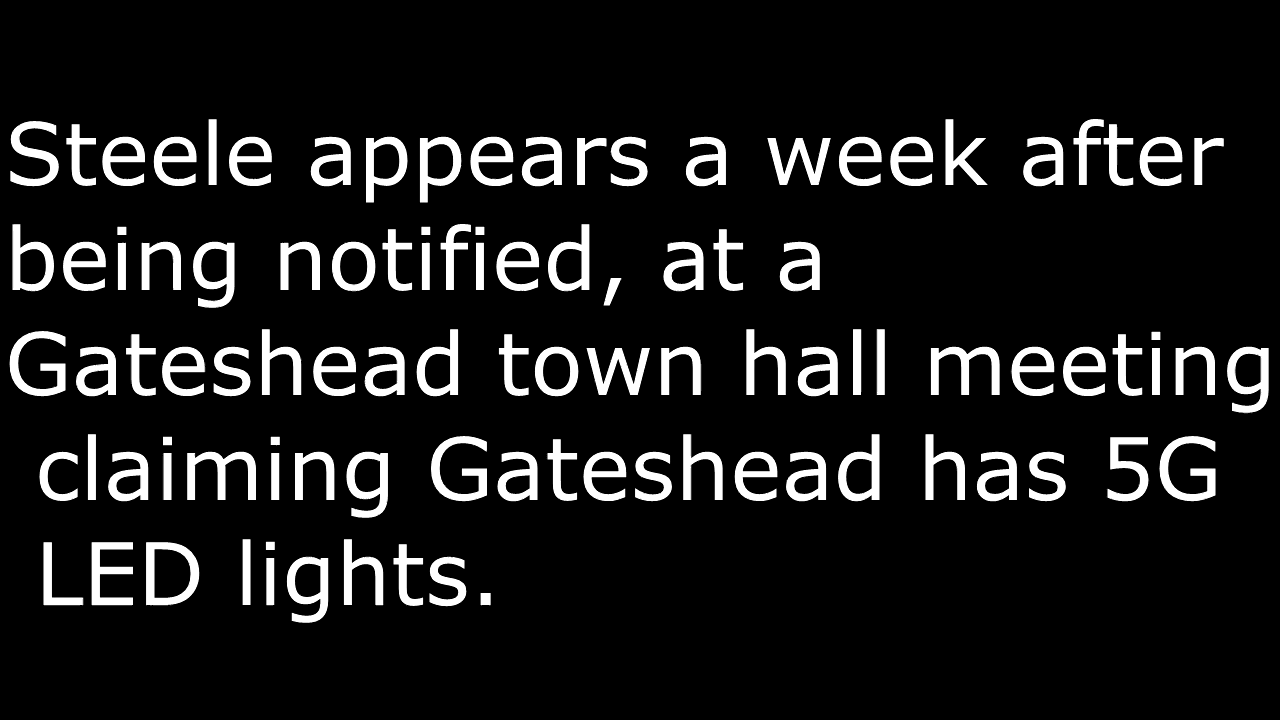 Steele appears a week after
being notified, at a
Gateshead town hall meeting
claiming Gateshead has 5G
LED lights.